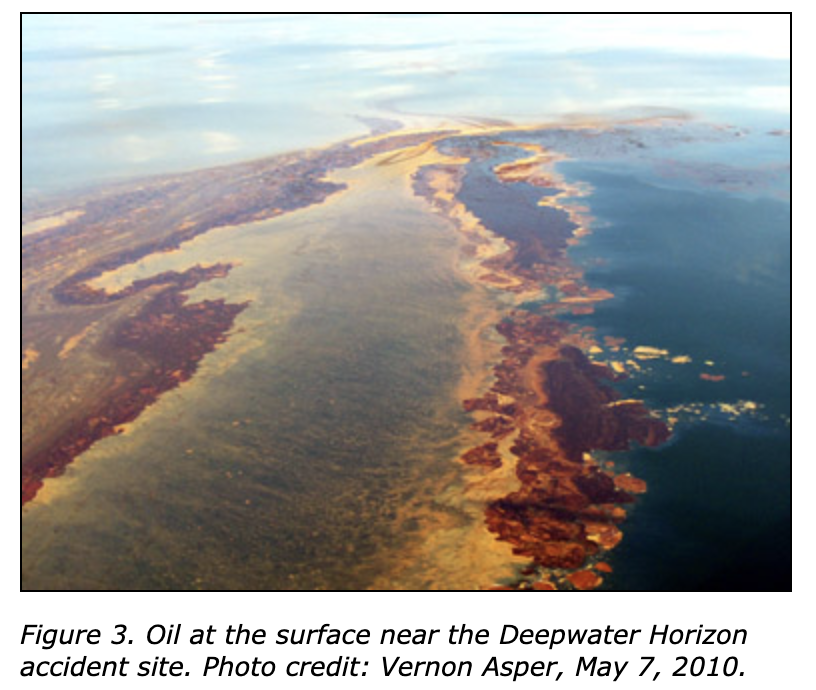 Figure 3. Oil at the surface near the Deepwater Horizon
accident site. Photo credit: Vernon Asper, May 7, 2010.